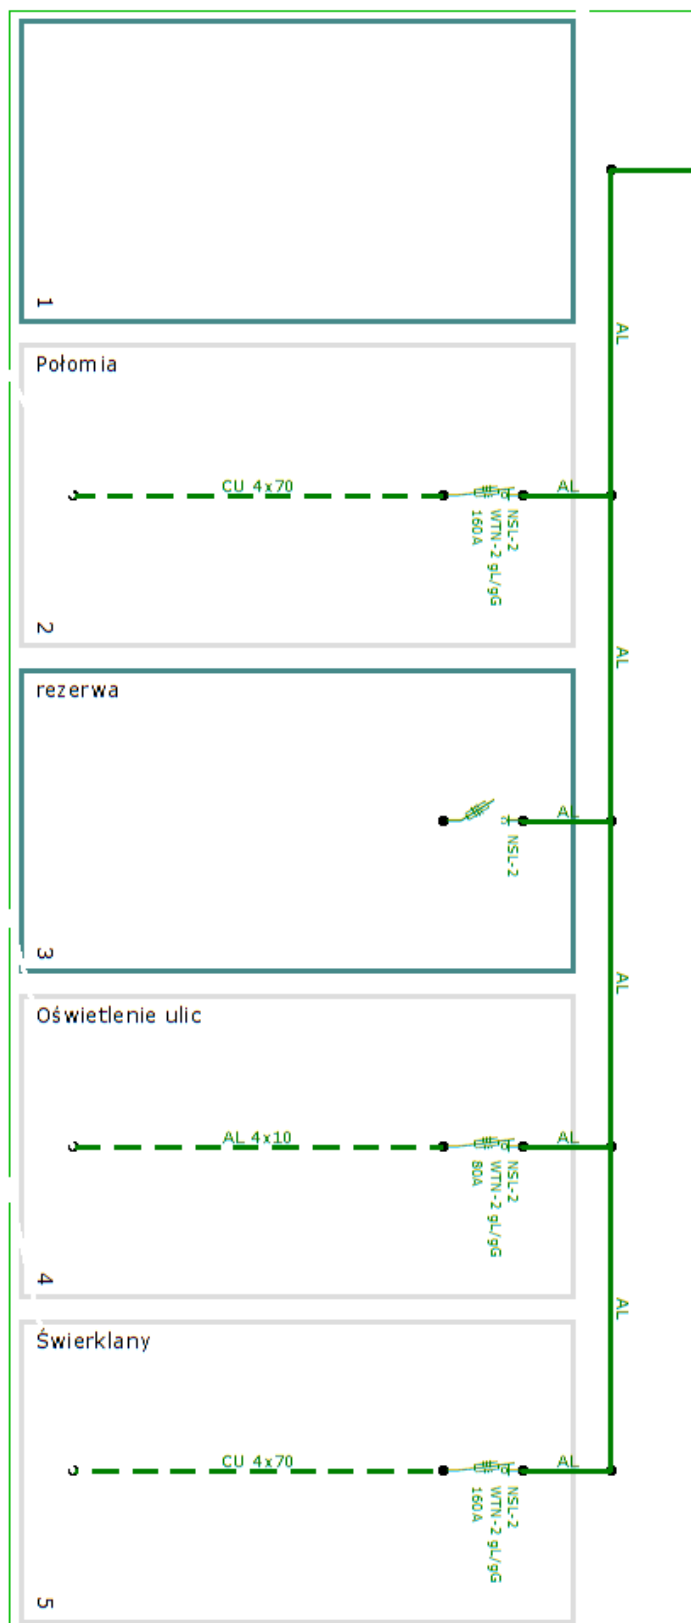 1
AL
Połomia
CU 4x70
AL
NSL-2
WTN-2 gL/gG
160A
2
AL
rezerwa
AL
NSL-2
3
AL
Oświetlenie ulic
AL 4x10
AL
NSL-2
WTN-2 gL/gG
80A
4
AL
Świerklany
CU 4x70
AL
NSL-2
WTN-2 gL/gG
160A
5